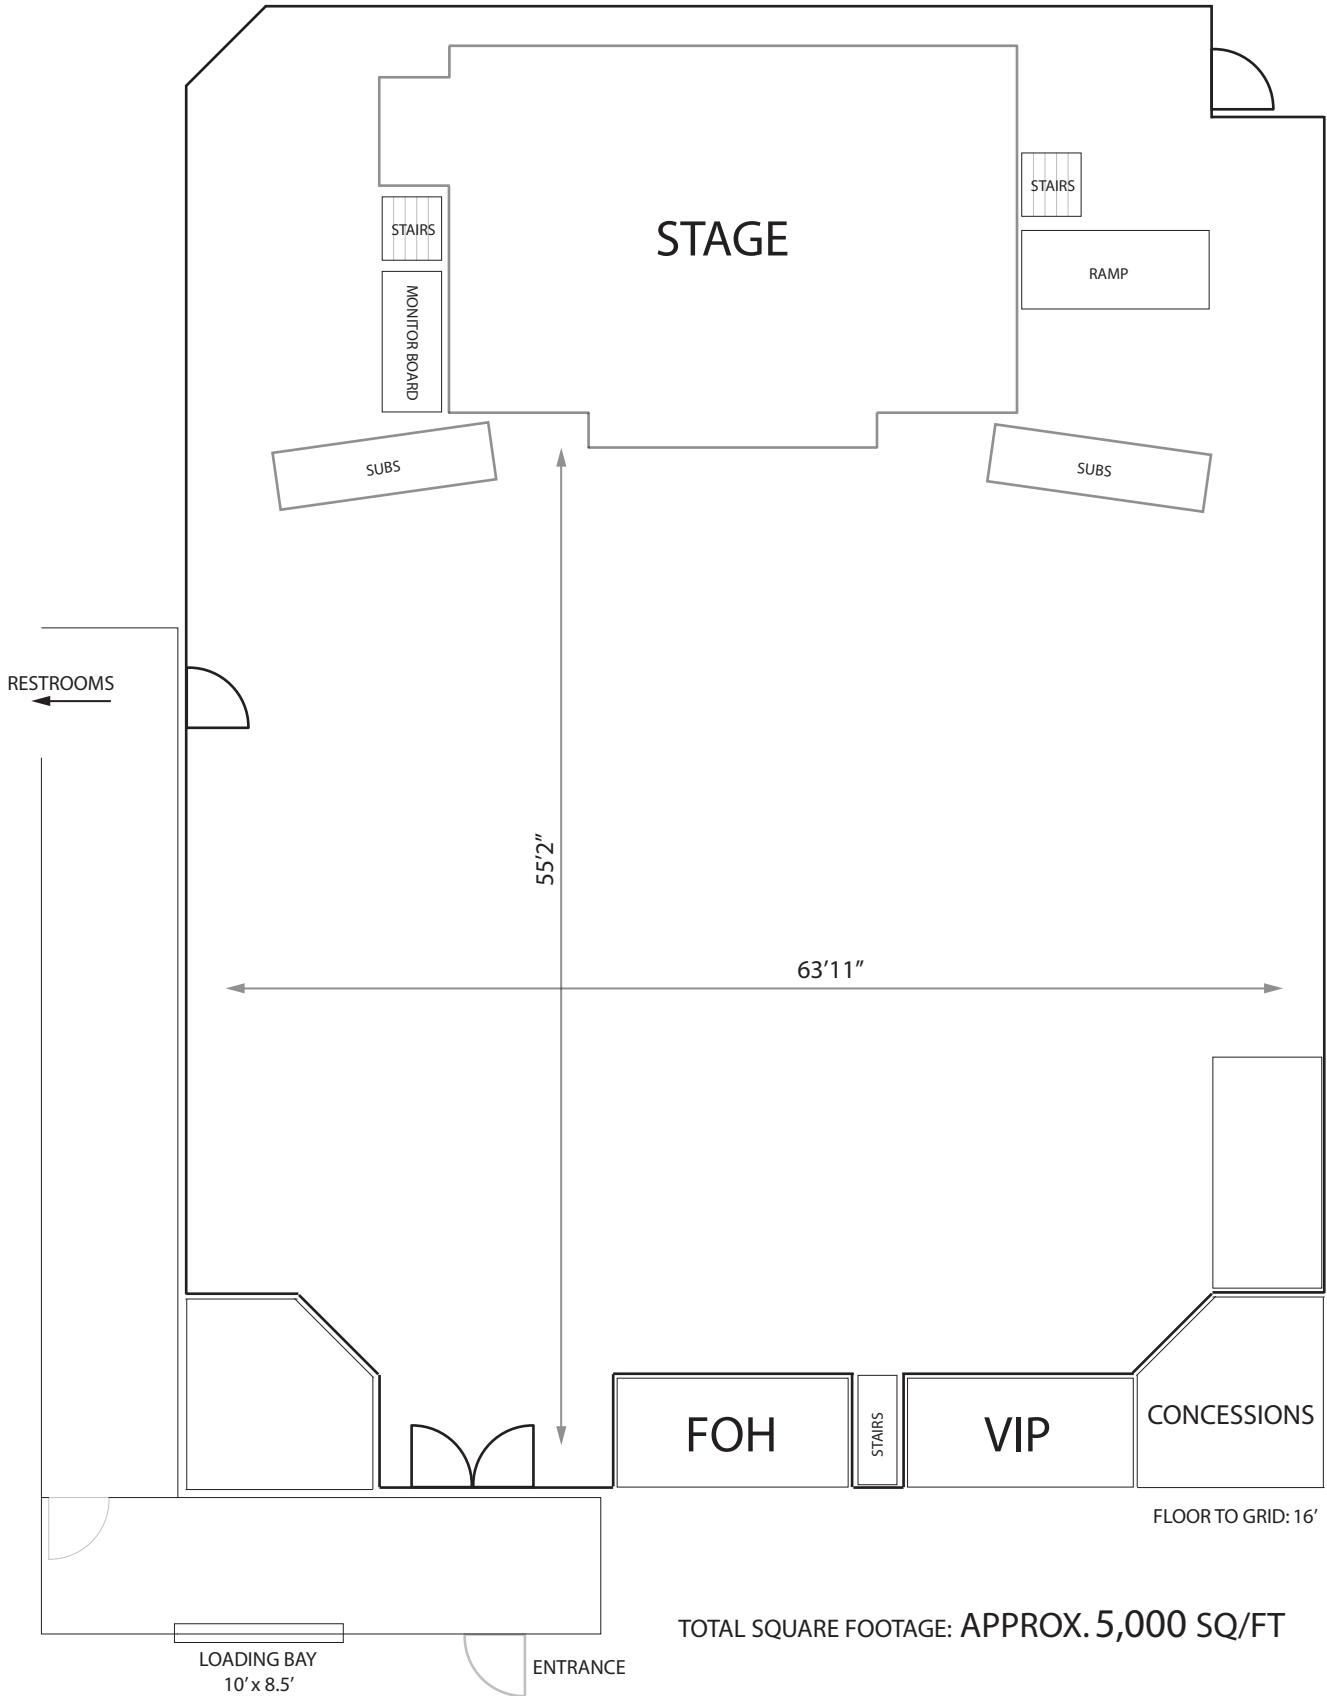 STAIRS
STAIRS
STAGE
RAMP
MONITOR BOARD
SUBS
SUBS
RESTROOMS
55’2”
63’11”
FOH
STAIRS
VIP
CONCESSIONS
FLOOR TO GRID: 16’
TOTAL SQUARE FOOTAGE: APPROX. 5,000 SQ/FT
LOADING BAY
10’ x 8.5’
ENTRANCE